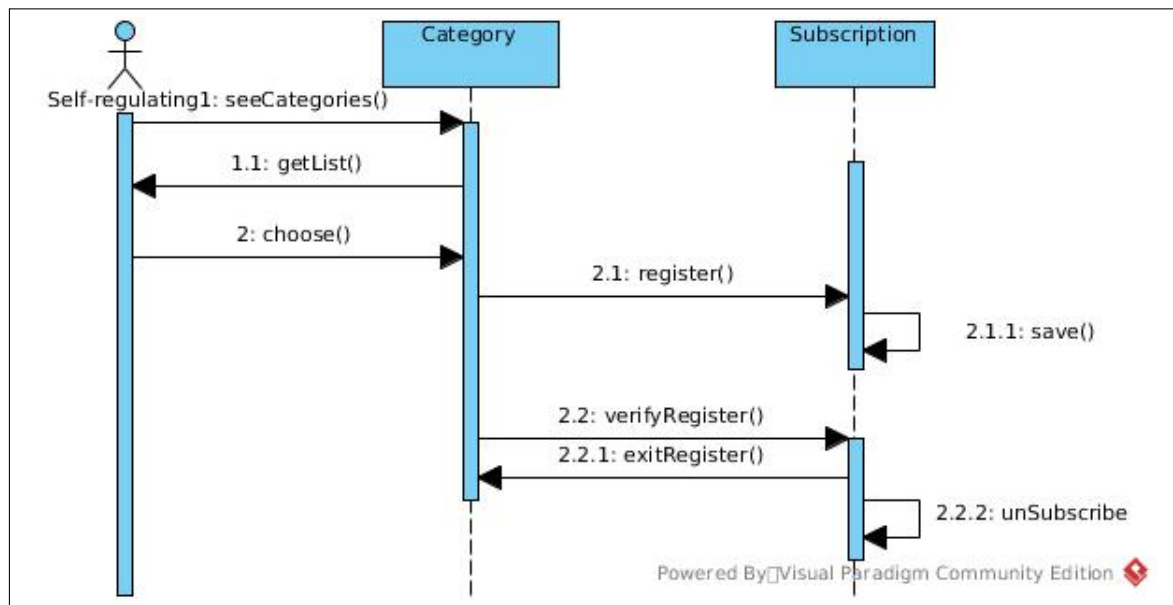 Category
Subscription
Self-regulating1: seeCategories()
1.1: getList()
2: choose()
2.1: register()
2.1.1: save()
2.2: verifyRegister()
2.2.1: exitRegister()
2.2.2: unSubscribe
Powered By Visual Paradigm Community Edition